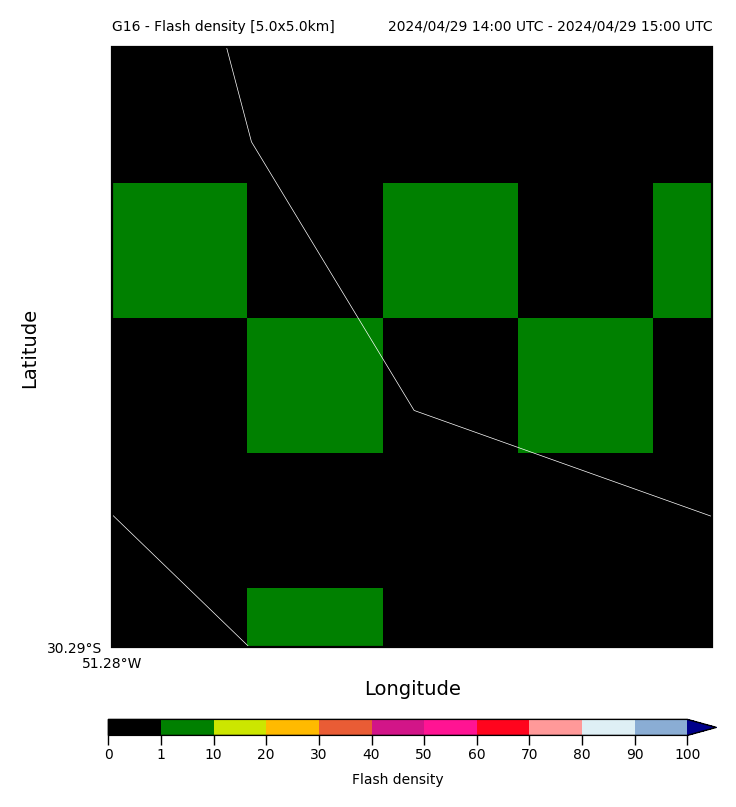 G16 - Flash density [5.0x5.0km] 2024/04/29 14:00 UTC - 2024/04/29 15:00 UTC
Latitude
30.29°S
51.28°W
Longitude
0 1 10 20 30 40 50 60 70 80 90 100
Flash density